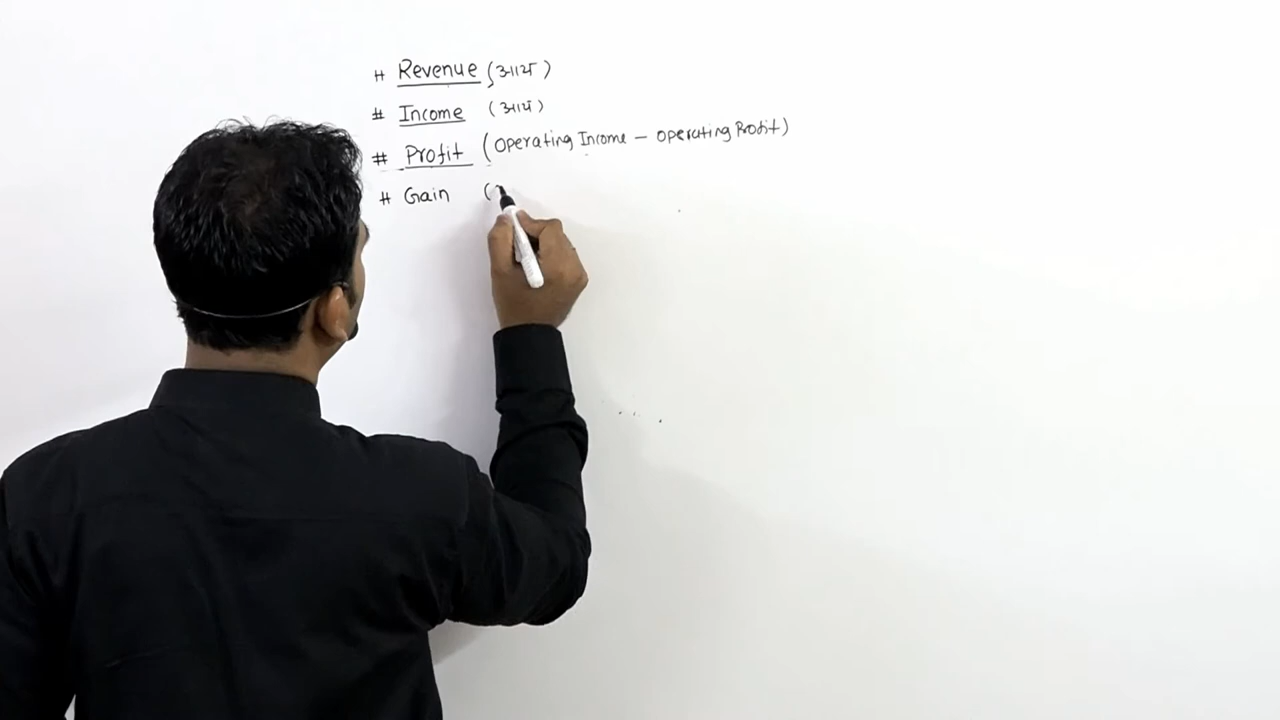 # Revenue (आय)
# Income (आय)
# Profit (Operating Income – operating Profit)
# Gain (